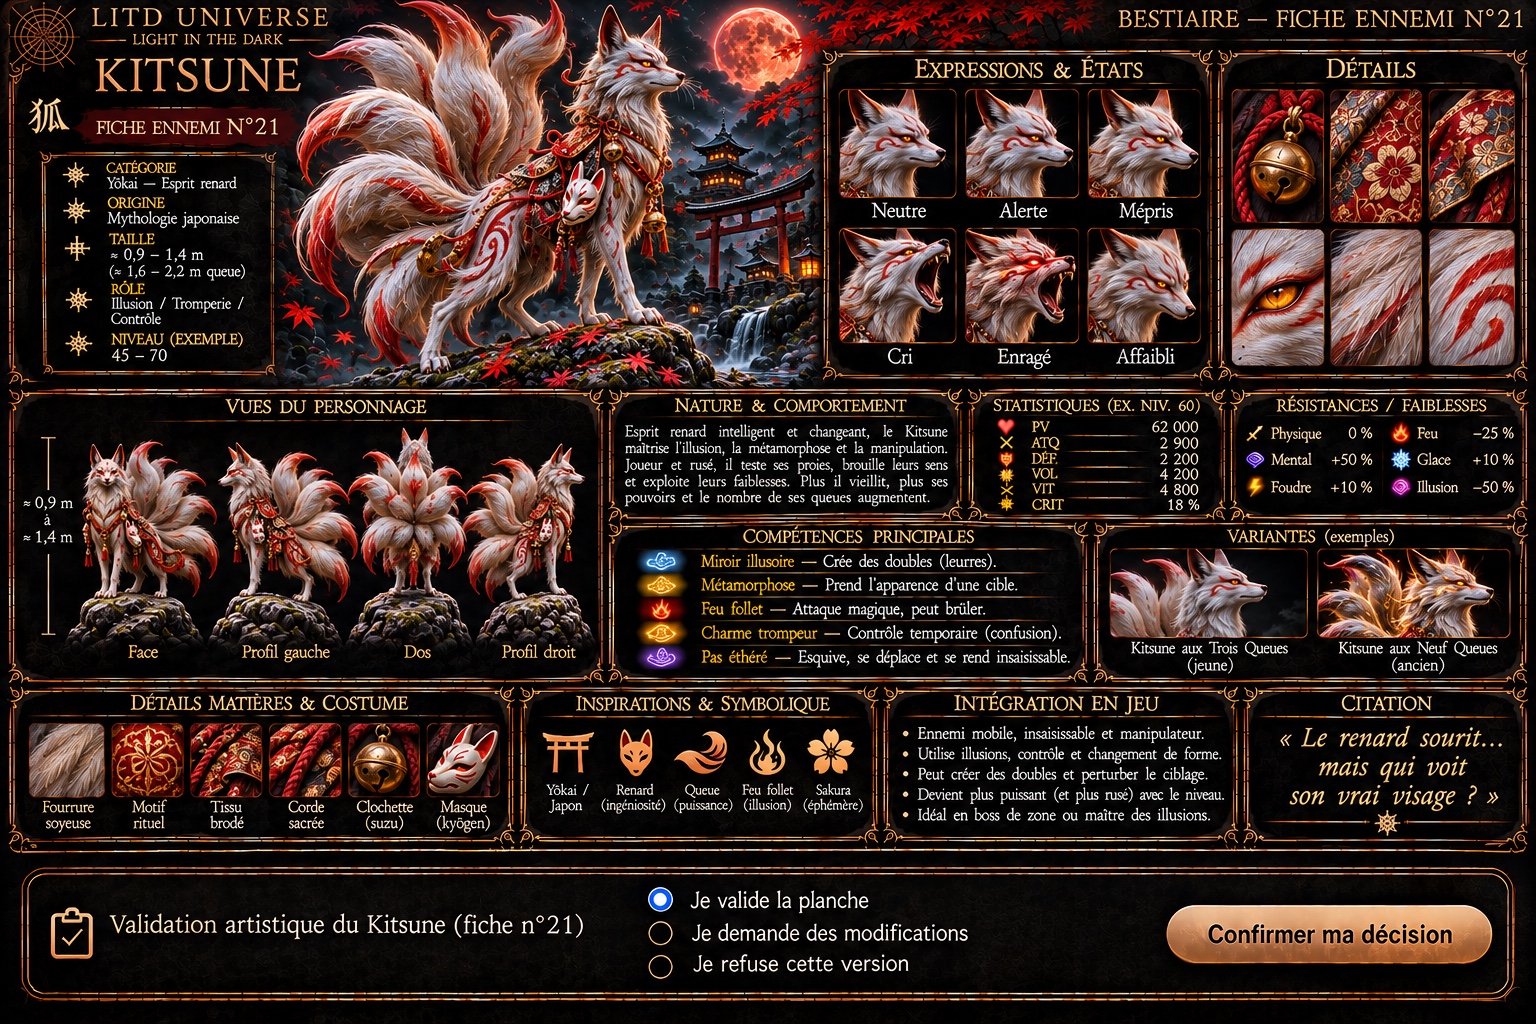 LITD UNIVERSE
LIGHT IN THE DARK
KITSUNE
狐
FICHE ENNEMI N°21
BESTIAIRE — FICHE ENNEMI N°21
CATÉGORIE
Yōkai — Esprit renard
ORIGINE
Mythologie japonaise
TAILLE
≈ 0,9 – 1,4 m
(≈ 1,6 – 2,2 m queue)
RÔLE
Illusion / Tromperie /
Contrôle
NIVEAU (EXEMPLE)
45 – 70
EXPRESSIONS & ÉTATS
Neutre
Alerte
Mépris
Cri
Enragé
Affaibli
DÉTAILS
VUES DU PERSONNAGE
≈ 0,9 m
à
≈ 1,4 m
Face
Profil gauche
Dos
Profil droit
NATURE & COMPORTEMENT
Esprit renard intelligent et changeant, le Kitsune
maîtrise l'illusion, la métamorphose et la manipulation.
Joueur et rusé, il teste ses proies, brouille leurs sens
et exploite leurs faiblesses. Plus il vieillit, plus ses
pouvoirs et le nombre de ses queues augmentent.
STATISTIQUES (EX. NIV. 60)
PV 62 000
ATQ 2 900
DÉF. 2 200
VOL 4 200
VIT 4 800
CRIT 18 %
RÉSISTANCES / FAIBLESSES
Physique 0 %
Feu −25 %
Mental +50 %
Glace +10 %
Foudre +10 %
Illusion −50 %
COMPÉTENCES PRINCIPALES
Miroir illusoire — Crée des doubles (leurres).
Métamorphose — Prend l'apparence d'une cible.
Feu follet — Attaque magique, peut brûler.
Charme trompeur — Contrôle temporaire (confusion).
Pas éthéré — Esquive, se déplace et se rend insaisissable.
VARIANTES (exemples)
Kitsune aux Trois Queues
(jeune)
Kitsune aux Neuf Queues
(ancien)
DÉTAILS MATIÈRES & COSTUME
Fourrure
soyeuse
Motif
rituel
Tissu
brodé
Corde
sacrée
Clochette
(suzu)
Masque
(kyōgen)
INSPIRATIONS & SYMBOLIQUE
Yōkai /
Japon
Renard
(ingéniosité)
Queue
(puissance)
Feu follet
(illusion)
Sakura
(éphémère)
INTÉGRATION EN JEU
• Ennemi mobile, insaisissable et manipulateur.
• Utilise illusions, contrôle et changement de forme.
• Peut créer des doubles et perturber le ciblage.
• Devient plus puissant (et plus rusé) avec le niveau.
• Idéal en boss de zone ou maître des illusions.
CITATION
« Le renard sourit...
mais qui voit
son vrai visage ? »
Validation artistique du Kitsune (fiche n°21)
Je valide la planche
Je demande des modifications
Je refuse cette version
Confirmer ma décision